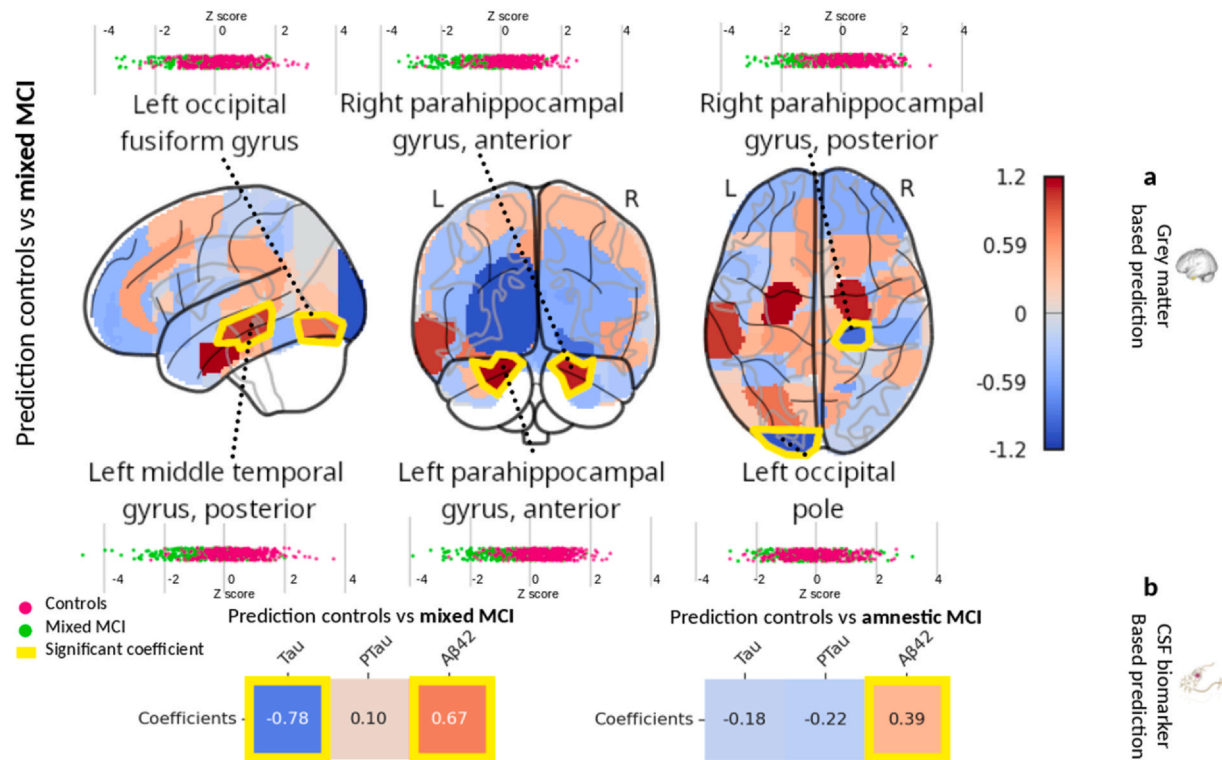 Z score
Z score
Z score
-4 -2 0 2 4
-4 -2 0 2 4
-4 -2 0 2 4
Prediction controls vs mixed MCI
Left occipital
fusiform gyrus
Right parahippocampal
gyrus, anterior
Right parahippocampal
gyrus, posterior
L
R
L
R
1.2
0.59
0
-0.59
-1.2
a
Grey matter
based prediction
Left middle temporal
gyrus, posterior
Left parahippocampal
gyrus, anterior
Left occipital
pole
-4 -2 0 2 4
-4 -2 0 2 4
-4 -2 0 2 4
Z score
Z score
Z score
Controls
Mixed MCI
Significant coefficient
Prediction controls vs mixed MCI
Tau
PTau
Aβ42
Coefficients
-0.78
0.10
0.67
Prediction controls vs amnestic MCI
Tau
PTau
Aβ42
Coefficients
-0.18
-0.22
0.39
b
CSF biomarker
Based prediction